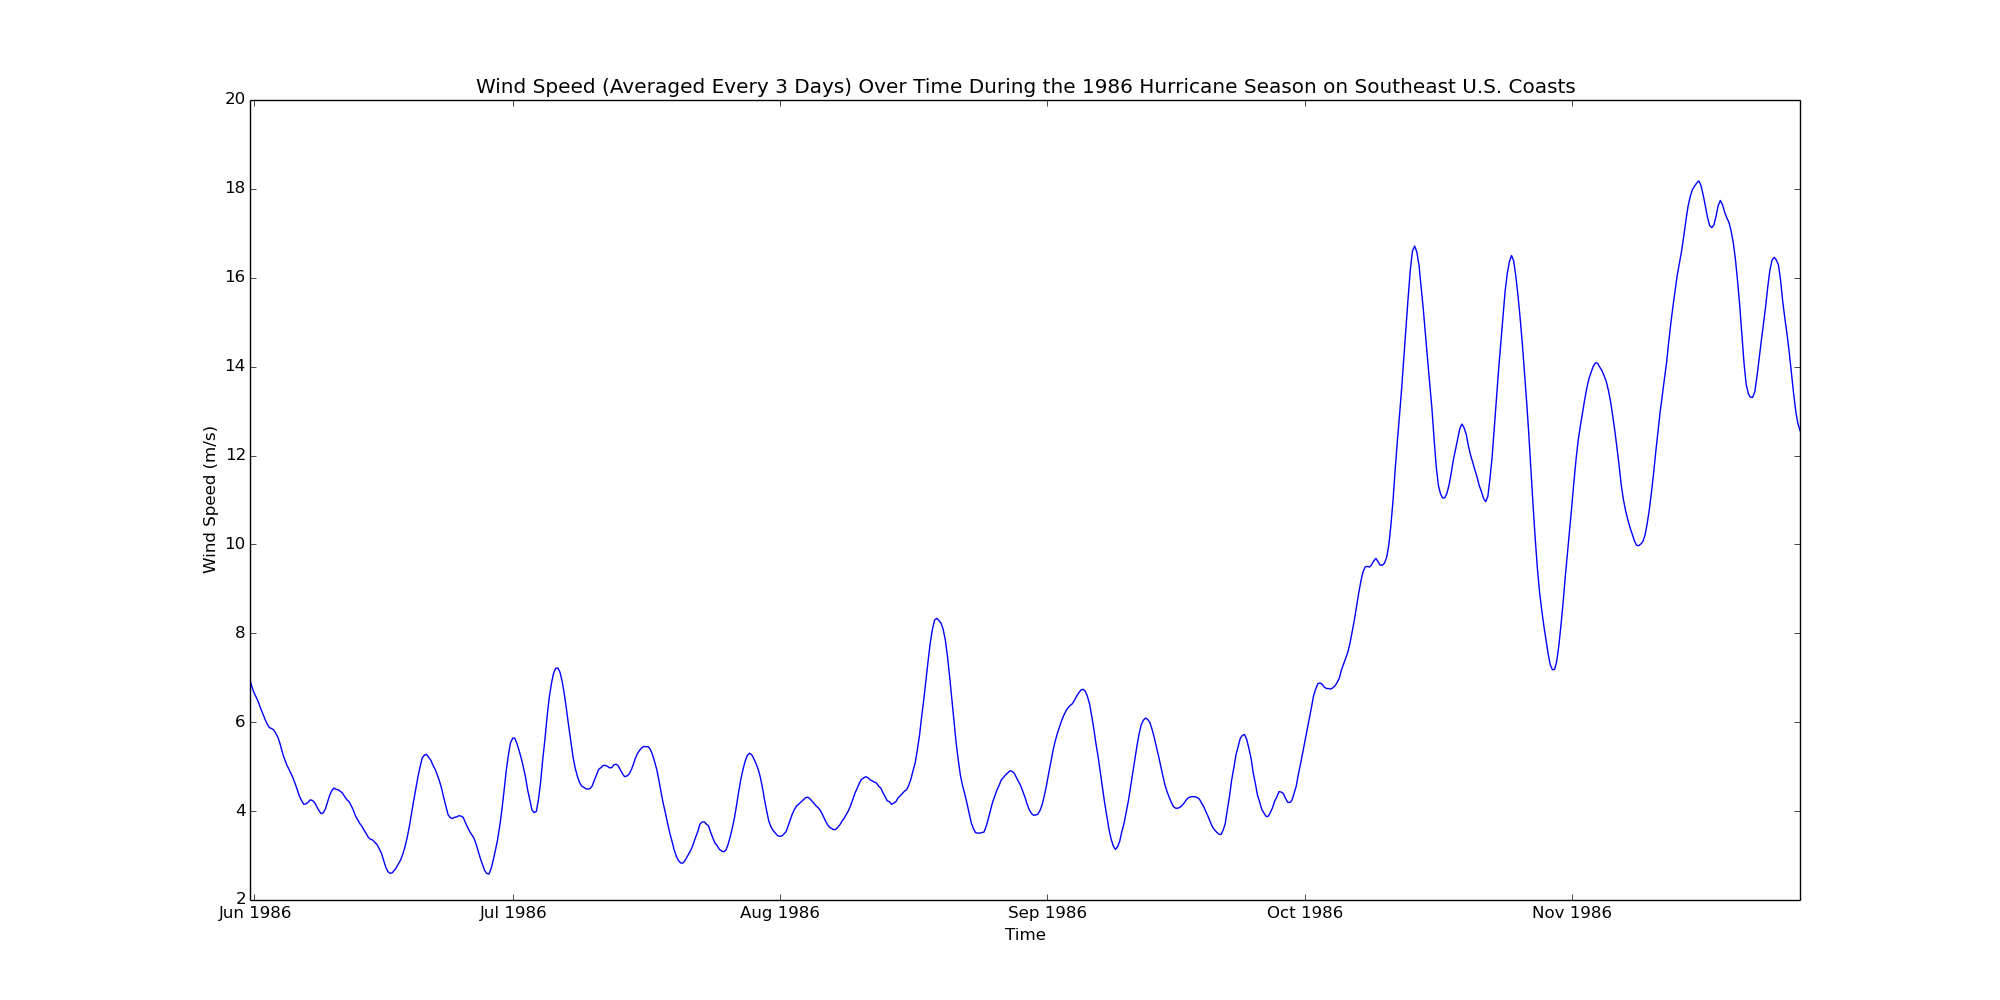 Wind Speed (Averaged Every 3 Days) Over Time During the 1986 Hurricane Season on Southeast U.S. Coasts
20
18
16
14
12
10
8
6
4
2
Wind Speed (m/s)
Jun 1986 Jul 1986 Aug 1986 Sep 1986 Oct 1986 Nov 1986
Time